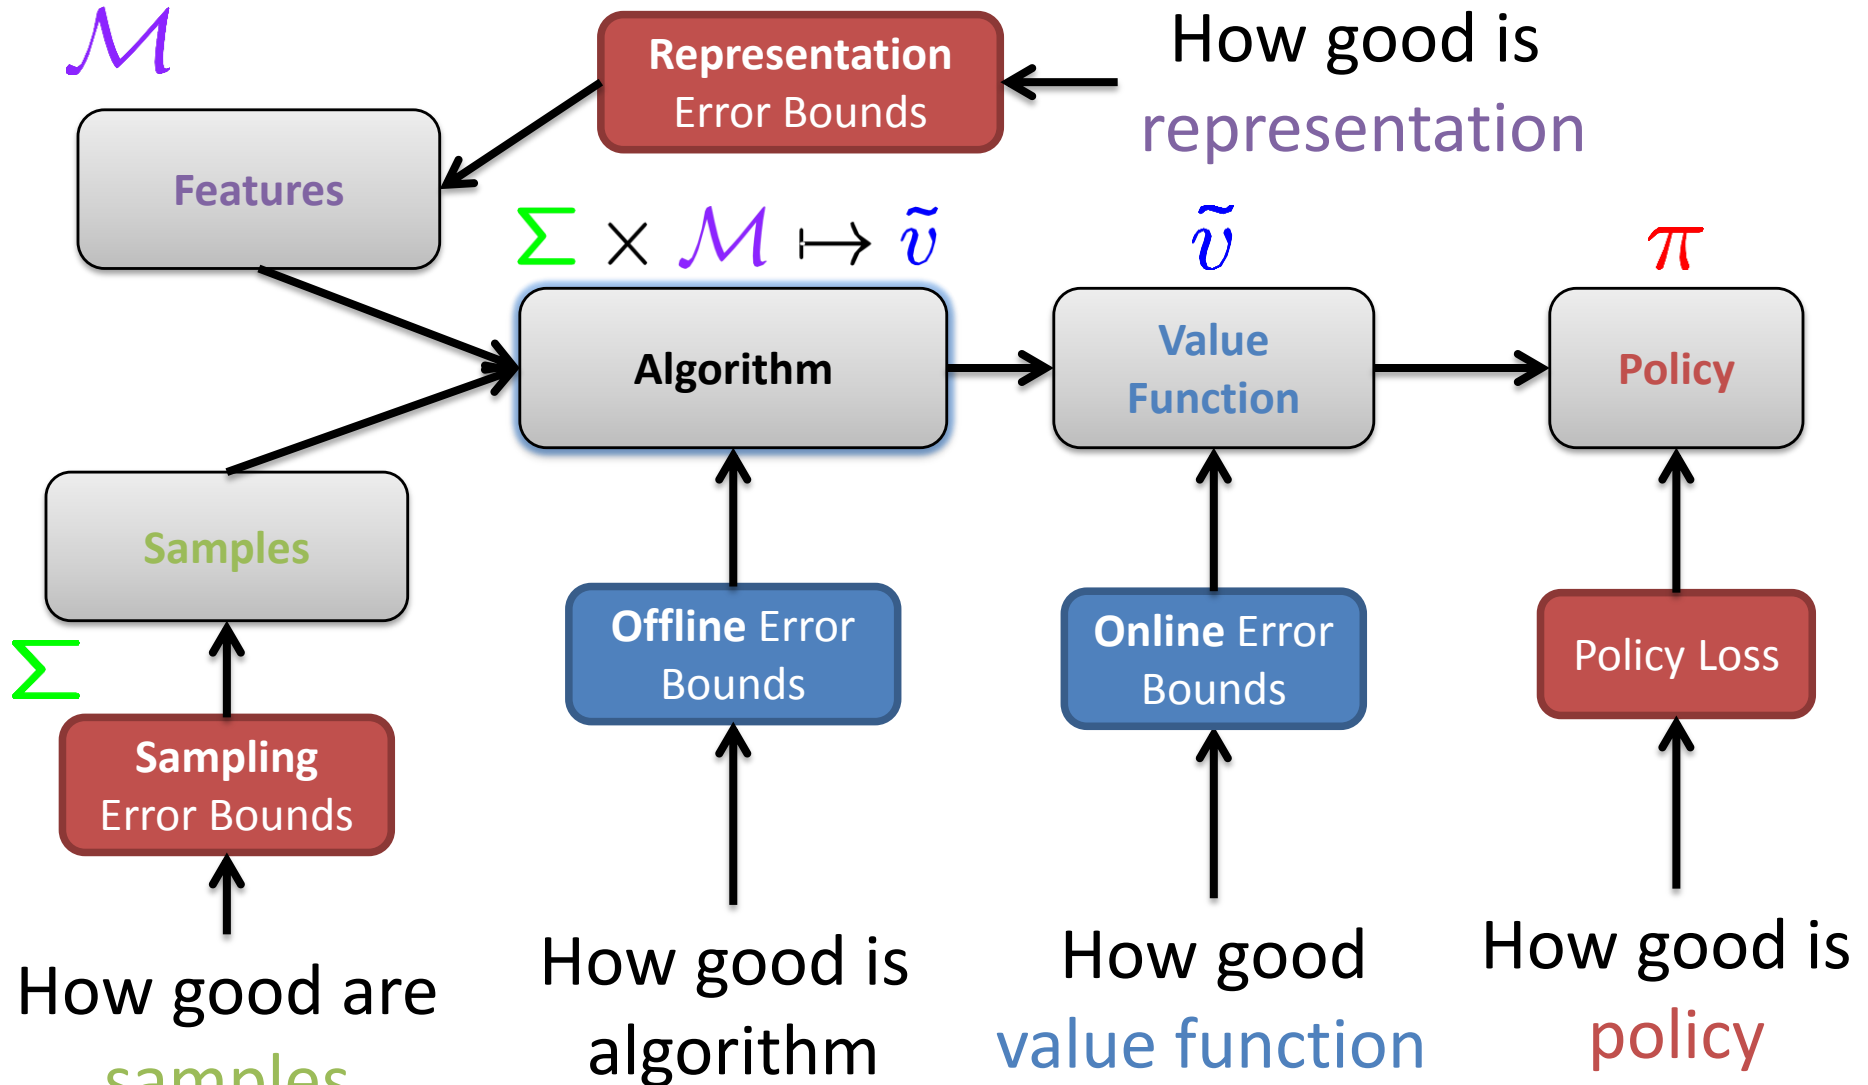 ℳ
Representation
Error Bounds
How good is
representation
Features
Σ × ℳ ↦ ṽ
ṽ
π
Algorithm
Value
Function
Policy
Samples
Σ
Offline Error
Bounds
Online Error
Bounds
Policy Loss
Sampling
Error Bounds
How good are
samples
How good is
algorithm
How good
value function
How good is
policy